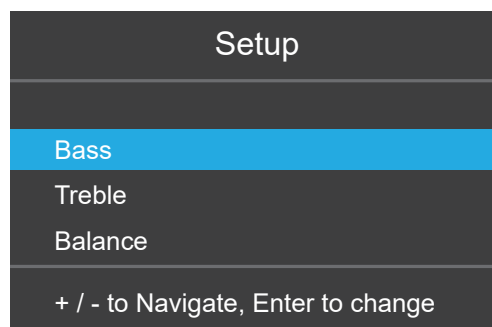 Setup
Bass
Treble
Balance
+ / - to Navigate, Enter to change